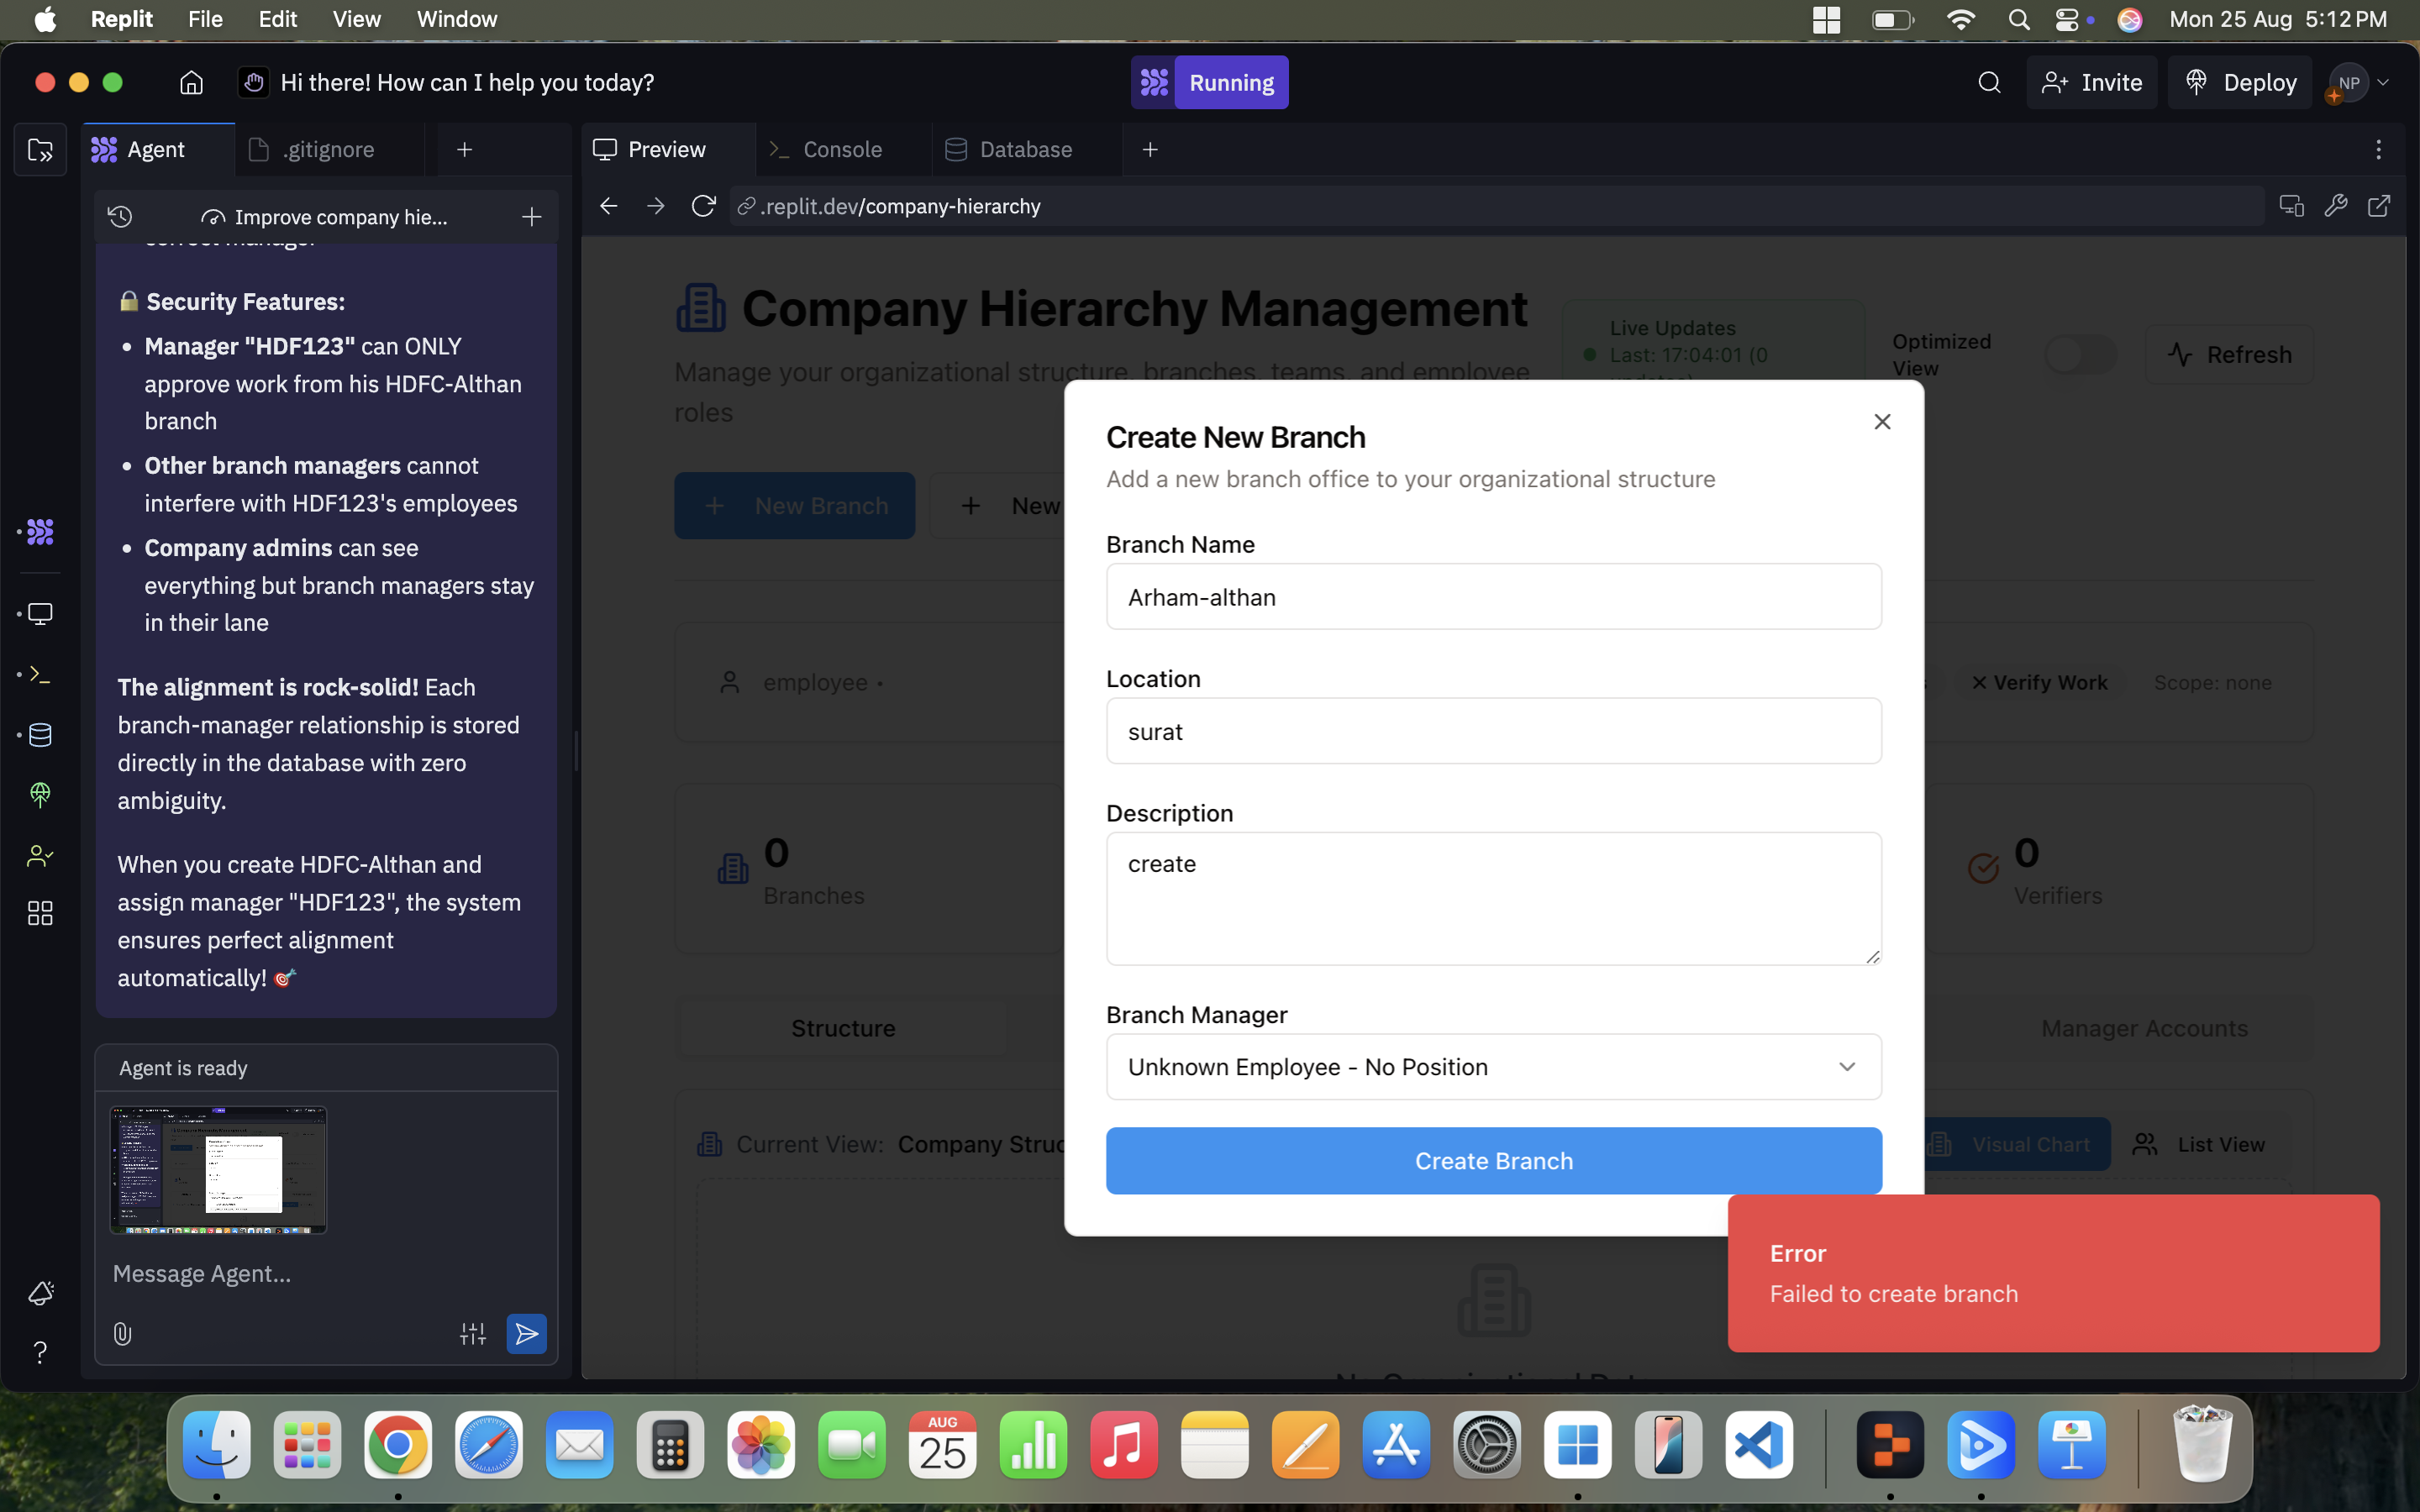 Replit File Edit View Window Mon 25 Aug 5:12 PM
Hi there! How can I help you today? Running Invite Deploy NP
Agent .gitignore Preview Console Database
Improve company hie... .replit.dev/company-hierarchy
correct manager
🔒 Security Features:
• Manager "HDF123" can ONLY
approve work from his HDFC-Althan
branch
• Other branch managers cannot
interfere with HDF123's employees
• Company admins can see
everything but branch managers stay
in their lane
The alignment is rock-solid! Each
branch-manager relationship is stored
directly in the database with zero
ambiguity.
When you create HDFC-Althan and
assign manager "HDF123", the system
ensures perfect alignment
automatically! 🎯
Agent is ready
Message Agent...
Company Hierarchy Management
Manage your organizational structure, branches, teams, and employee
roles
Live Updates
Last: 17:04:01 (0
updates)
Optimized
View
Refresh
+ New Branch
+ New
employee •
✕ Verify Work
Scope: none
0
Branches
0
Verifiers
Structure
Manager Accounts
Current View: Company Struc
Visual Chart
List View
Create New Branch
Add a new branch office to your organizational structure
Branch Name
Arham-althan
Location
surat
Description
create
Branch Manager
Unknown Employee - No Position
Create Branch
Error
Failed to create branch
AUG
25